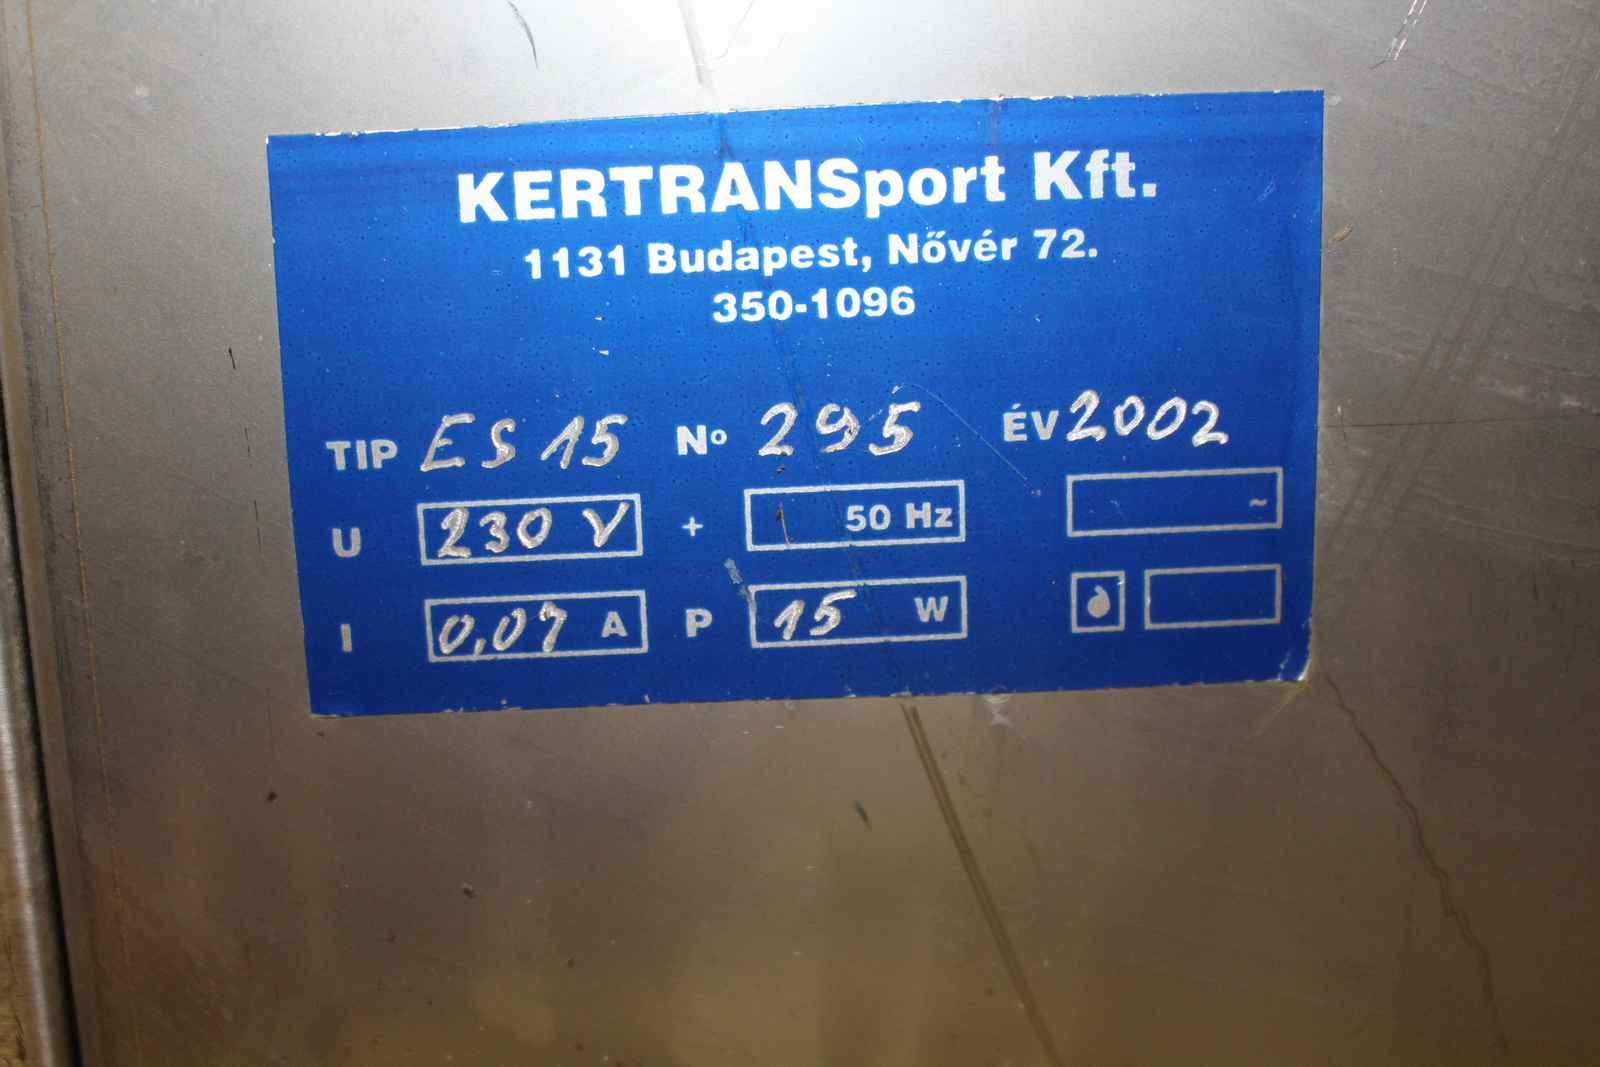 KERTRANSport Kft.
1131 Budapest, Nővér 72.
350-1096
TIP ES 15 Nº 295 ÉV 2002
U 230 V + 50 Hz ~
I 0,07 A P 15 W